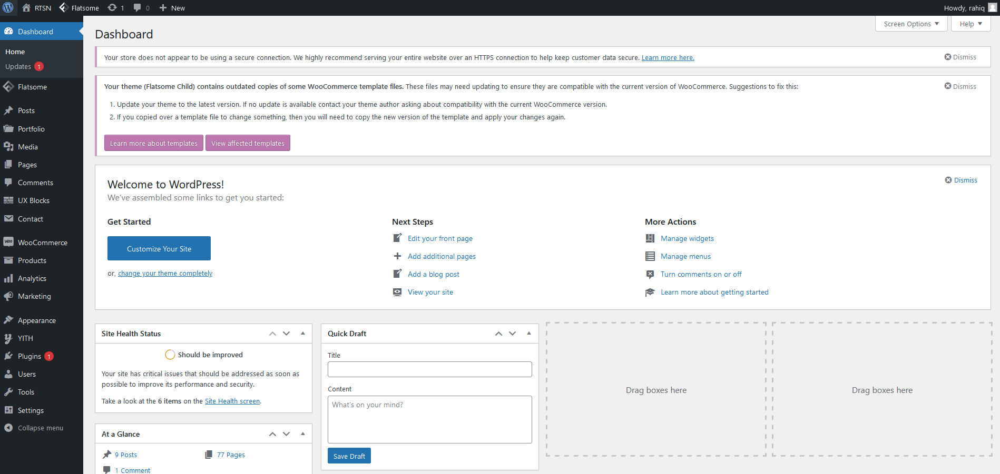 RTSN Flatsome 1 0 New Howdy, rahiq
Screen Options Help
Dashboard
Home
Updates 1
Flatsome
Posts
Portfolio
Media
Pages
Comments
UX Blocks
Contact
WooCommerce
Products
Analytics
Marketing
Appearance
YITH
Plugins 1
Users
Tools
Settings
Collapse menu
Dashboard
Your store does not appear to be using a secure connection. We highly recommend serving your entire website over an HTTPS connection to help keep customer data secure. Learn more here. Dismiss
Your theme (Flatsome Child) contains outdated copies of some WooCommerce template files. These files may need updating to ensure they are compatible with the current version of WooCommerce. Suggestions to fix this: Dismiss
1. Update your theme to the latest version. If no update is available contact your theme author asking about compatibility with the current WooCommerce version.
2. If you copied over a template file to change something, then you will need to copy the new version of the template and apply your changes again.
Learn more about templates View affected templates
Welcome to WordPress! Dismiss
We've assembled some links to get you started:
Get Started
Customize Your Site
or, change your theme completely
Next Steps
Edit your front page
Add additional pages
Add a blog post
View your site
More Actions
Manage widgets
Manage menus
Turn comments on or off
Learn more about getting started
Site Health Status
Should be improved
Your site has critical issues that should be addressed as soon as
possible to improve its performance and security.
Take a look at the 6 items on the Site Health screen.
At a Glance
9 Posts 77 Pages
1 Comment
Quick Draft
Title
Content
What's on your mind?
Save Draft
Drag boxes here
Drag boxes here